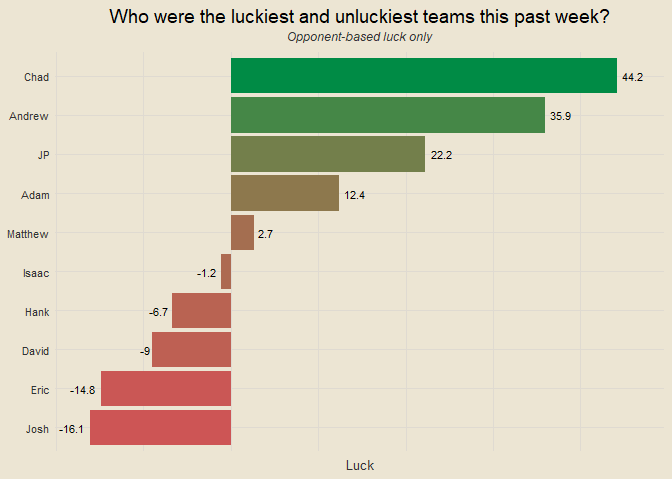 Who were the luckiest and unluckiest teams this past week?
Opponent-based luck only
Chad 44.2
Andrew 35.9
JP 22.2
Adam 12.4
Matthew 2.7
Isaac -1.2
Hank -6.7
David -9
Eric -14.8
Josh -16.1
Luck